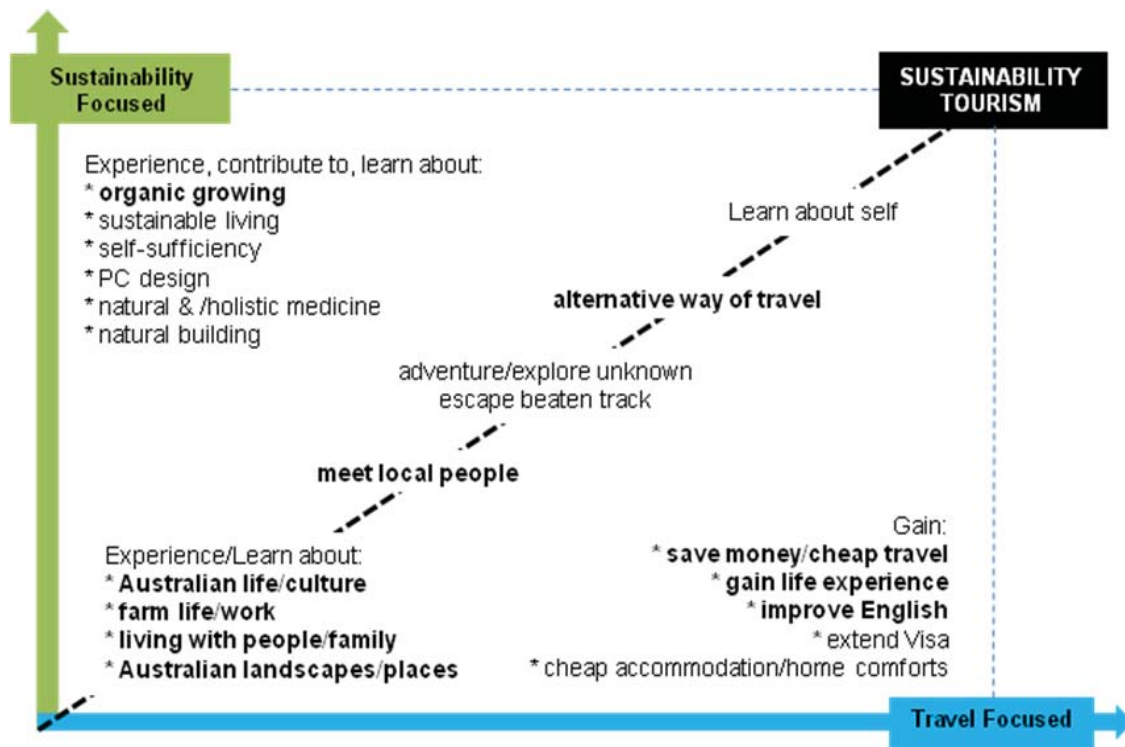 Sustainability
Focused
SUSTAINABILITY
TOURISM
Experience, contribute to, learn about:
* organic growing
* sustainable living
* self-sufficiency
* PC design
* natural & /holistic medicine
* natural building
Learn about self
alternative way of travel
adventure/explore unknown
escape beaten track
meet local people
Experience/Learn about:
* Australian life/culture
* farm life/work
* living with people/family
* Australian landscapes/places
Gain:
* save money/cheap travel
* gain life experience
* improve English
* extend Visa
* cheap accommodation/home comforts
Travel Focused